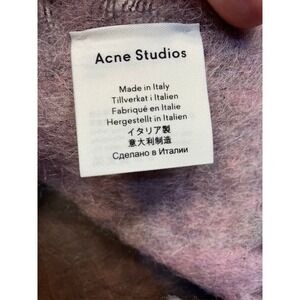 Acne Studios
Made in Italy
Tillverkat i Italien
Fabriqué en Italie
Hergestellt in Italien
イタリア製
意大利制造
Сделано в Италии